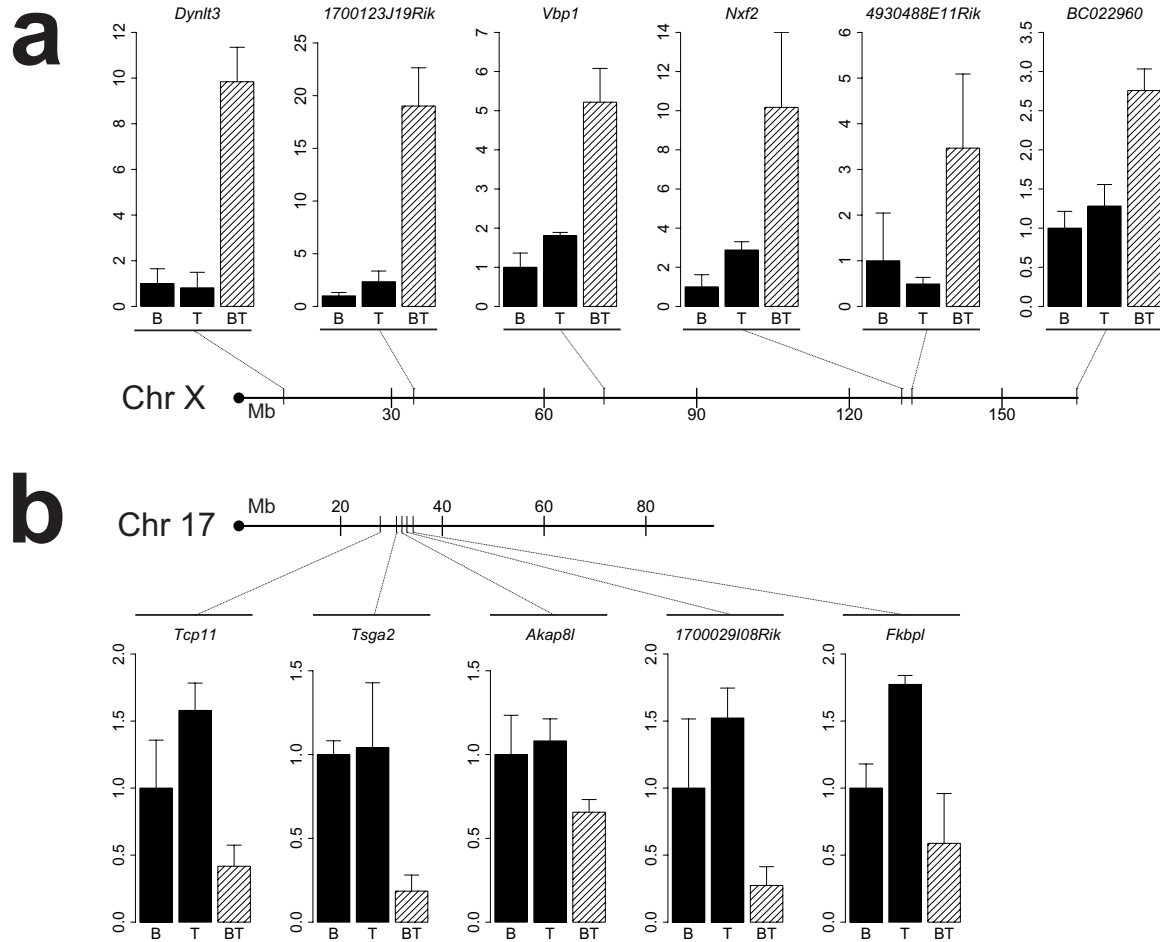 a
Dynlt3 1700123J19Rik Vbp1 Nxf2 4930488E11Rik BC022960
0 2 4 6 8 10 12
0 5 10 15 20 25
0 1 2 3 4 5 6 7
0 2 4 6 8 10 12 14
0 1 2 3 4 5 6
0.0 0.5 1.0 1.5 2.0 2.5 3.0 3.5
B T BT B T BT B T BT B T BT B T BT B T BT
Chr X Mb 30 60 90 120 150
b
Chr 17 Mb 20 40 60 80
Tcp11 Tsga2 Akap8l 1700029I08Rik Fkbpl
0.0 0.5 1.0 1.5 2.0
0.0 0.5 1.0 1.5
0.0 0.5 1.0 1.5
0.0 0.5 1.0 1.5 2.0
0.0 0.5 1.0 1.5 2.0
B T BT B T BT B T BT B T BT B T BT